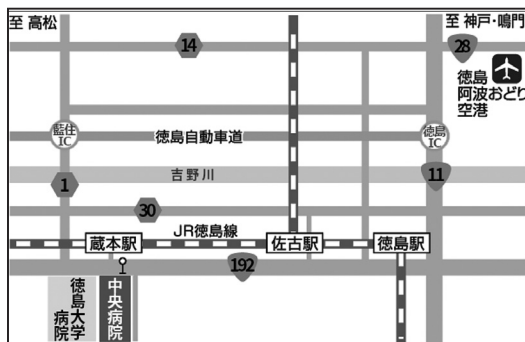 至 高松
至 神戸・鳴門
14
28
徳島
阿波おどり
空港
藍住
IC
徳島自動車道
徳島
IC
吉野川
1
11
30
JR徳島線
蔵本駅
佐古駅
徳島駅
192
徳島大学
病院
中央病院